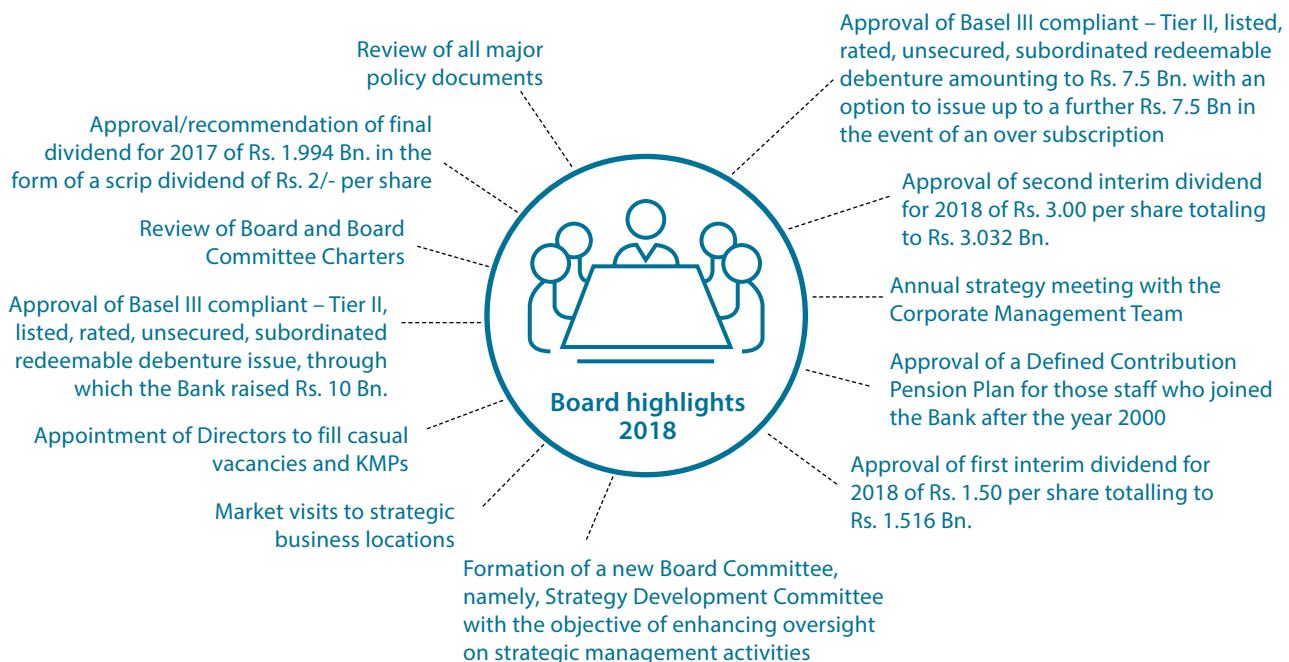 Review of all major
policy documents
Approval/recommendation of final
dividend for 2017 of Rs. 1.994 Bn. in the
form of a scrip dividend of Rs. 2/- per share
Review of Board and Board
Committee Charters
Approval of Basel III compliant – Tier II,
listed, rated, unsecured, subordinated
redeemable debenture issue, through
which the Bank raised Rs. 10 Bn.
Appointment of Directors to fill casual
vacancies and KMPs
Market visits to strategic
business locations
Board highlights
2018
Formation of a new Board Committee,
namely, Strategy Development Committee
with the objective of enhancing oversight
on strategic management activities
Approval of Basel III compliant – Tier II, listed,
rated, unsecured, subordinated redeemable
debenture amounting to Rs. 7.5 Bn. with an
option to issue up to a further Rs. 7.5 Bn in
the event of an over subscription
Approval of second interim dividend
for 2018 of Rs. 3.00 per share totaling
to Rs. 3.032 Bn.
Annual strategy meeting with the
Corporate Management Team
Approval of a Defined Contribution
Pension Plan for those staff who joined
the Bank after the year 2000
Approval of first interim dividend for
2018 of Rs. 1.50 per share totalling to
Rs. 1.516 Bn.